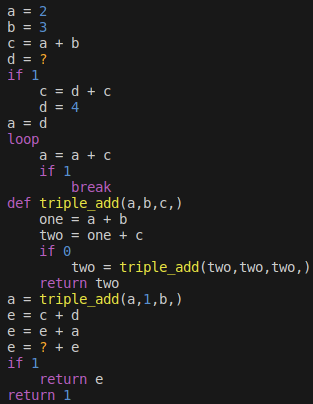 a = 2
b = 3
c = a + b
d = ?
if 1
    c = d + c
    d = 4
a = d
loop
    a = a + c
    if 1
        break
def triple_add(a,b,c,)
    one = a + b
    two = one + c
    if 0
        two = triple_add(two,two,two,)
    return two
a = triple_add(a,1,b,)
e = c + d
e = e + a
e = ? + e
if 1
    return e
return 1